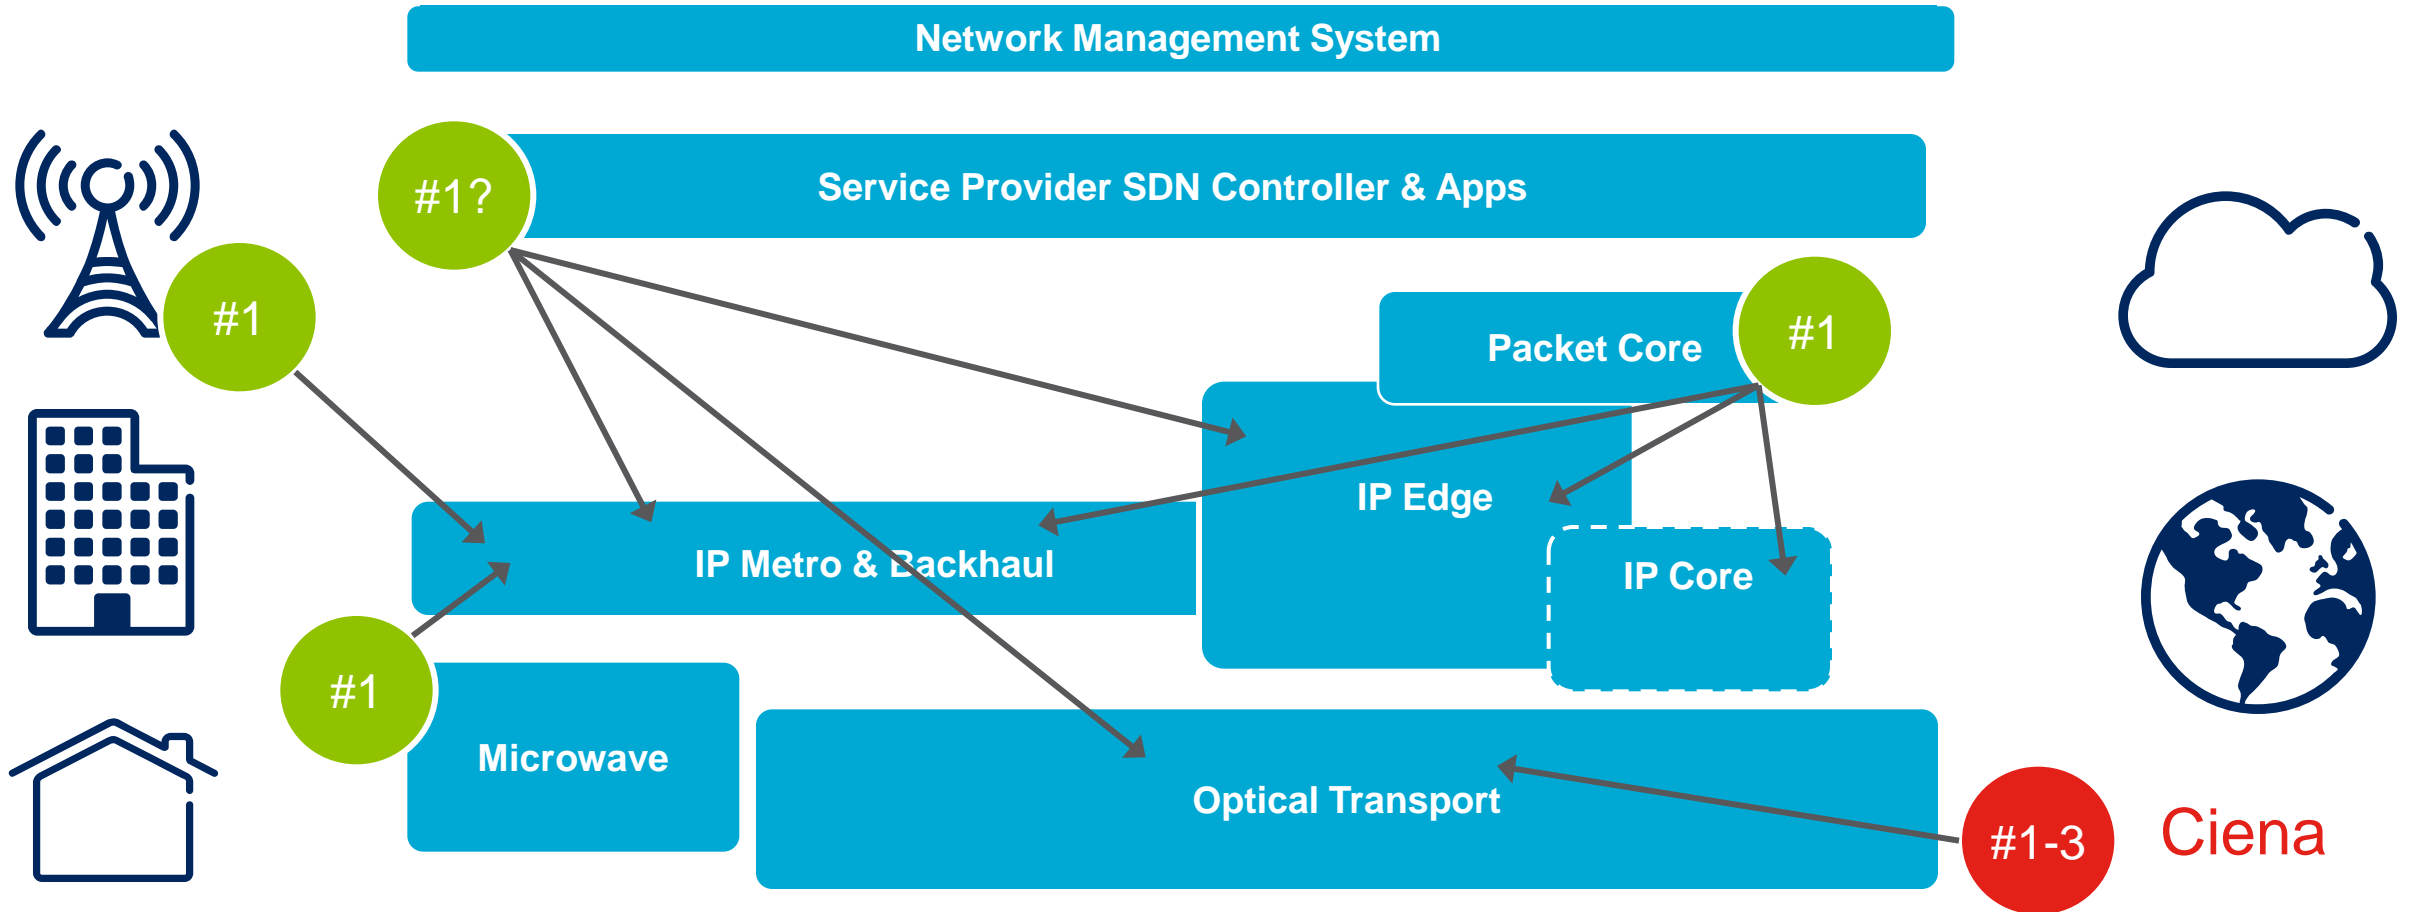 Network Management System
#1?
Service Provider SDN Controller & Apps
#1
Packet Core
#1
IP Edge
IP Metro & Backhaul
IP Core
#1
Microwave
Optical Transport
#1-3
Ciena